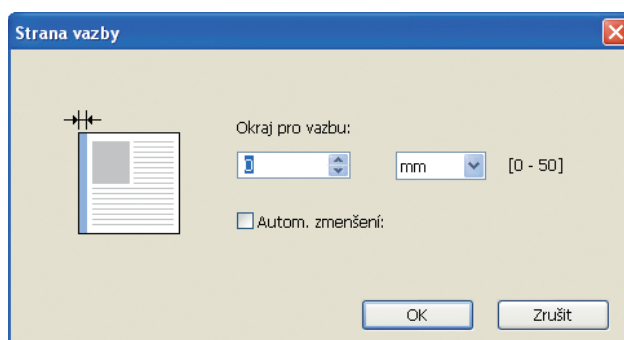 Strana vazby
Okraj pro vazbu:
0 mm [0 - 50]
Autom. zmenšení:
OK Zrušit